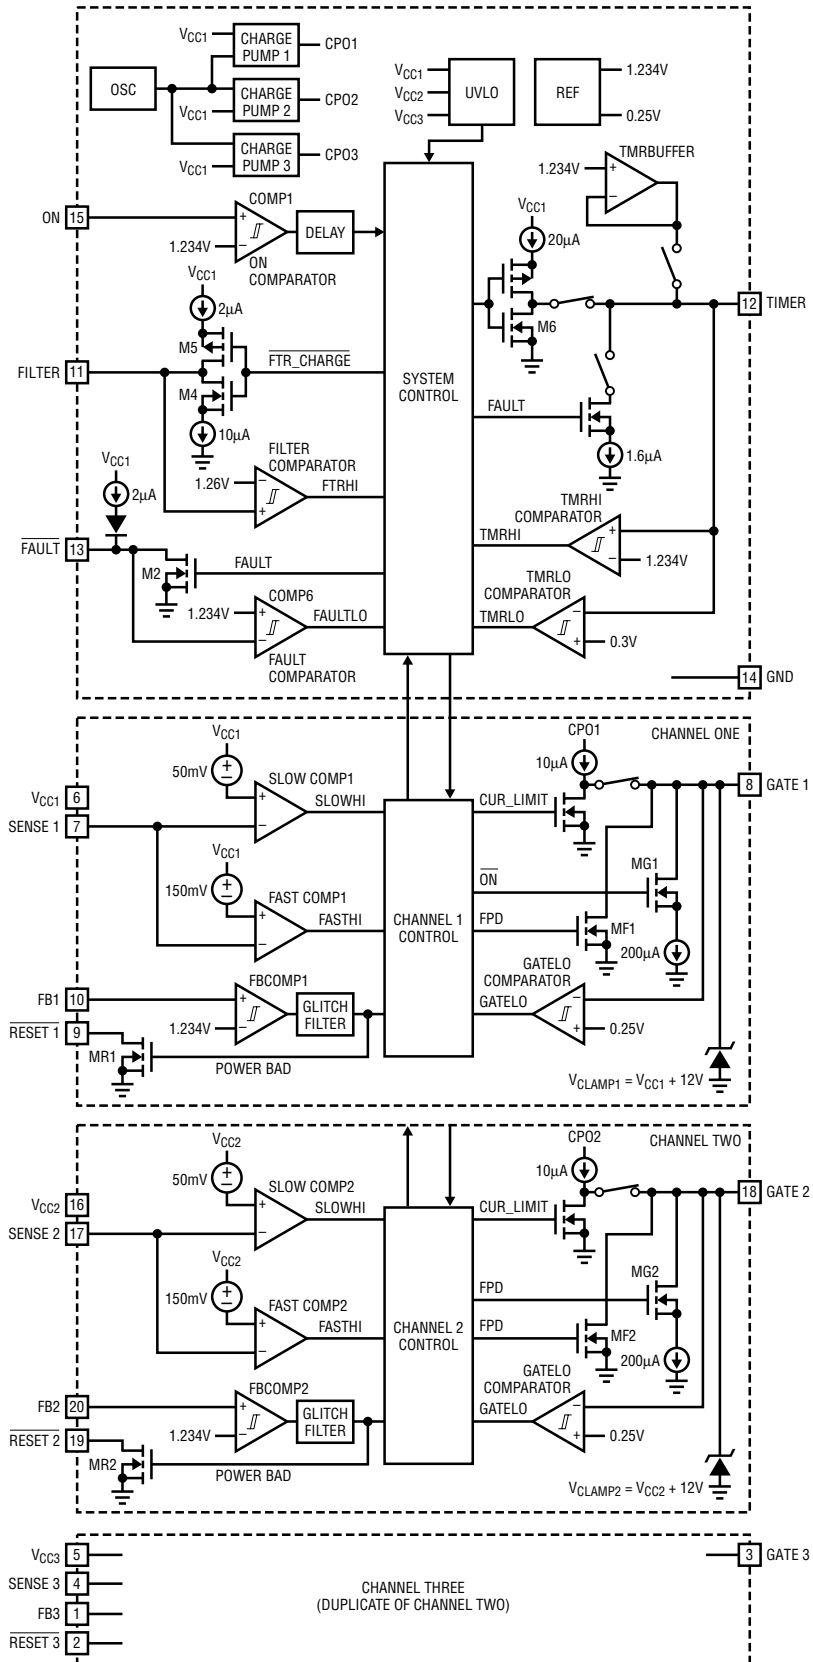 VCC1
CHARGE
PUMP 1
CPO1
OSC
CHARGE
PUMP 2
CPO2
VCC1
CHARGE
PUMP 3
CPO3
VCC1
VCC1
VCC2
VCC3
UVLO
REF
1.234V
0.25V
TMRBUFFER
1.234V
+
–
ON
15
COMP1
+
–
1.234V
DELAY
ON
COMPARATOR
VCC1
20µA
M6
12
TIMER
VCC1
2µA
M5
FILTER
11
FTR_CHARGE
M4
10µA
SYSTEM
CONTROL
FAULT
1.6µA
FILTER
COMPARATOR
1.26V
–
+
FTRHI
VCC1
2µA
TMRHI
COMPARATOR
TMRHI
+
–
1.234V
FAULT
13
M2
FAULT
COMP6
1.234V
+
–
FAULTLO
FAULT
COMPARATOR
TMRLO
COMPARATOR
TMRLO
–
+
0.3V
14
GND
CHANNEL ONE
VCC1
50mV
+
–
SLOW COMP1
+
–
SLOWHI
VCC1
6
SENSE 1
7
VCC1
150mV
+
–
FAST COMP1
+
–
FASTHI
CHANNEL 1
CONTROL
CPO1
10µA
CUR_LIMIT
8
GATE 1
ON
MG1
FPD
MF1
200µA
FB1
10
FBCOMP1
+
–
1.234V
GLITCH
FILTER
GATELO
COMPARATOR
GATELO
–
+
0.25V
RESET 1
9
MR1
POWER BAD
VCLAMP1 = VCC1 + 12V
CHANNEL TWO
VCC2
50mV
+
–
SLOW COMP2
+
–
SLOWHI
VCC2
16
SENSE 2
17
VCC2
150mV
+
–
FAST COMP2
+
–
FASTHI
CHANNEL 2
CONTROL
CPO2
10µA
CUR_LIMIT
18
GATE 2
FPD
MG2
FPD
MF2
200µA
FB2
20
FBCOMP2
+
–
1.234V
GLITCH
FILTER
GATELO
COMPARATOR
GATELO
–
+
0.25V
RESET 2
19
MR2
POWER BAD
VCLAMP2 = VCC2 + 12V
VCC3
5
SENSE 3
4
FB3
1
RESET 3
2
CHANNEL THREE
(DUPLICATE OF CHANNEL TWO)
3
GATE 3